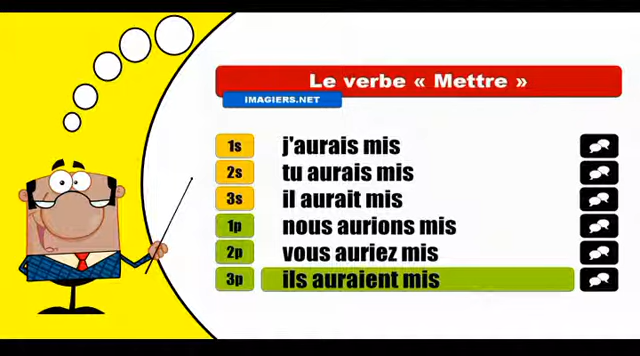 Le verbe « Mettre »
IMAGIERS.NET
1s j'aurais mis
2s tu aurais mis
3s il aurait mis
1p nous aurions mis
2p vous auriez mis
3p ils auraient mis